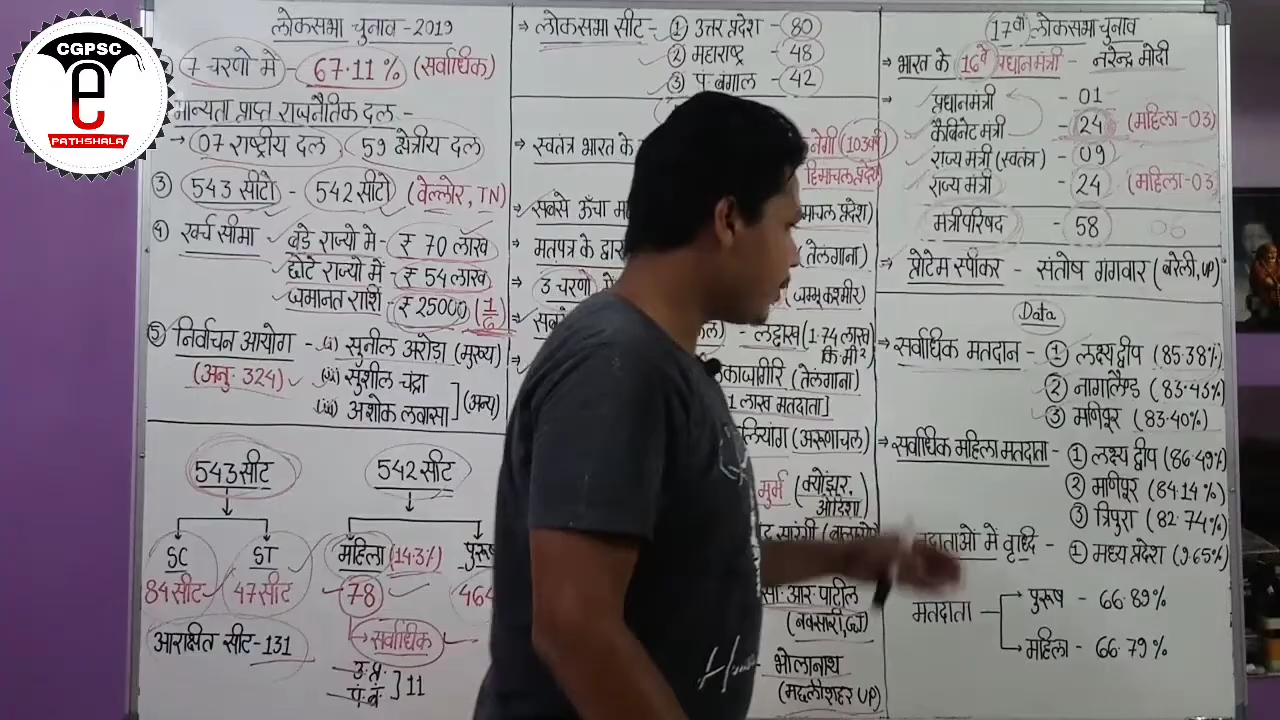 CGPSC
e
PATHSHALA
लोकसभा चुनाव - 2019
7 चरणो में - 67.11% (सर्वाधिक)
मान्यता प्राप्त राजनैतिक दल -
→ 07 राष्ट्रीय दल, 59 क्षेत्रीय दल
③ 543 सीटो - 542 सीटो (वेल्लोर, TN)
④ खर्च सीमा बडे राज्यो मे - ₹ 70 लाख
छोटे राज्यों में - ₹ 54 लाख
जमानत राशि - ₹ 25000 (1/6)
⑤ निर्वाचन आयोग - (i) सुनील अरोडा (मुख्य)
(अनु. 324) (ii) सुशील चंद्रा
(iii) अशोक लवासा ] (अन्य)
543 सीट 542 सीट
SC ST महिला (14.3%) पुरूष
84 सीट 47 सीट 78 464
आरक्षित सीट - 131 सर्वाधिक
उ. प्र.
प. बं. ] 11
→ लोकसभा सीट - ① उत्तर प्रदेश - 80
② महाराष्ट्र - 48
③ प. बंगाल - 42
→ स्वतंत्र भारत के नेगी (103 वर्ष)
हिमाचल प्रदेश)
सबसे ऊँचा
→ मतपत्र के (तेलंगाना)
→ 3 चरणो (जम्मू कश्मीर)
- लद्दाख (1.74 लाख
कि मी²)
(तेलंगाना)
1 लाख मतदाता]
(अरूणाचल)
मुर्मू (क्योंझर,
ओडिशा)
सारंगी
सी. आर. पाटील
(नवसारी, GJ)
- भोलानाथ
(मछलीशहर UP)
17वी लोकसभा चुनाव
→ भारत के 16वे प्रधानमंत्री - नरेन्द्र मोदी
→ प्रधानमंत्री - 01
कैबिनेट मंत्री - 24 (महिला - 03)
राज्य मंत्री (स्वतंत्र) - 09
राज्य मंत्री - 24 (महिला - 03)
मंत्रीपरिषद - 58 06
→ प्रोटेम स्पीकर - संतोष गंगवार (बरेली, UP)
Data
→ सर्वाधिक मतदान - ① लक्ष्य द्वीप (85.38%)
② नागालैण्ड (83.43%)
③ मणिपूर (83.40%)
→ सर्वाधिक महिला मतदाता - ① लक्ष्य द्वीप (86.49%)
② मणिपूर (84.14%)
③ त्रिपुरा (82.74%)
में वृध्दि - ① मध्य प्रदेश (9.65%)
मतदाता → पुरूष - 66.89%
→ महिला - 66.79%